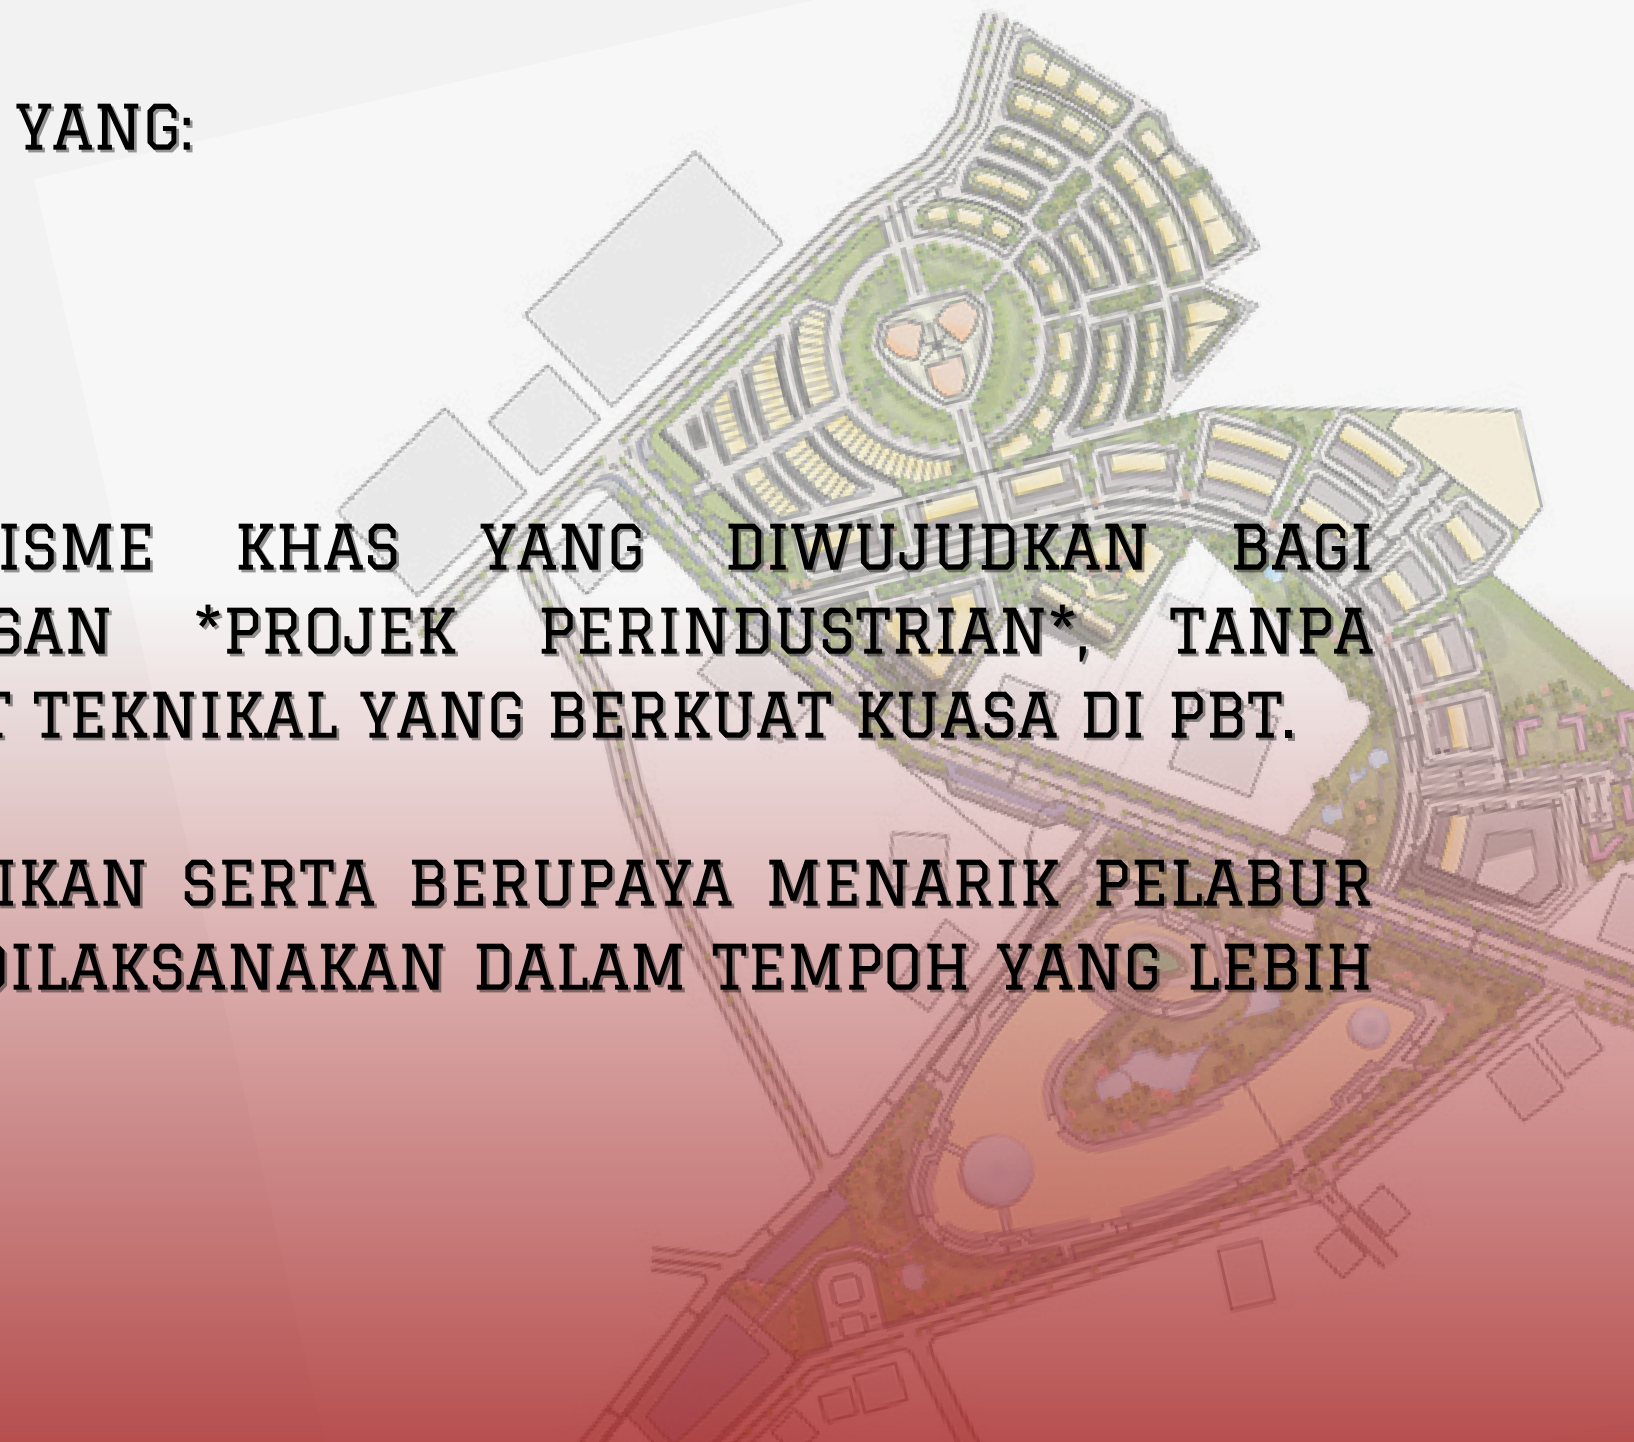 YANG:
ISME KHAS YANG DIWUJUDKAN BAGI
SAN *PROJEK PERINDUSTRIAN*, TANPA
T TEKNIKAL YANG BERKUAT KUASA DI PBT.
IKAN SERTA BERUPAYA MENARIK PELABUR
DILAKSANAKAN DALAM TEMPOH YANG LEBIH